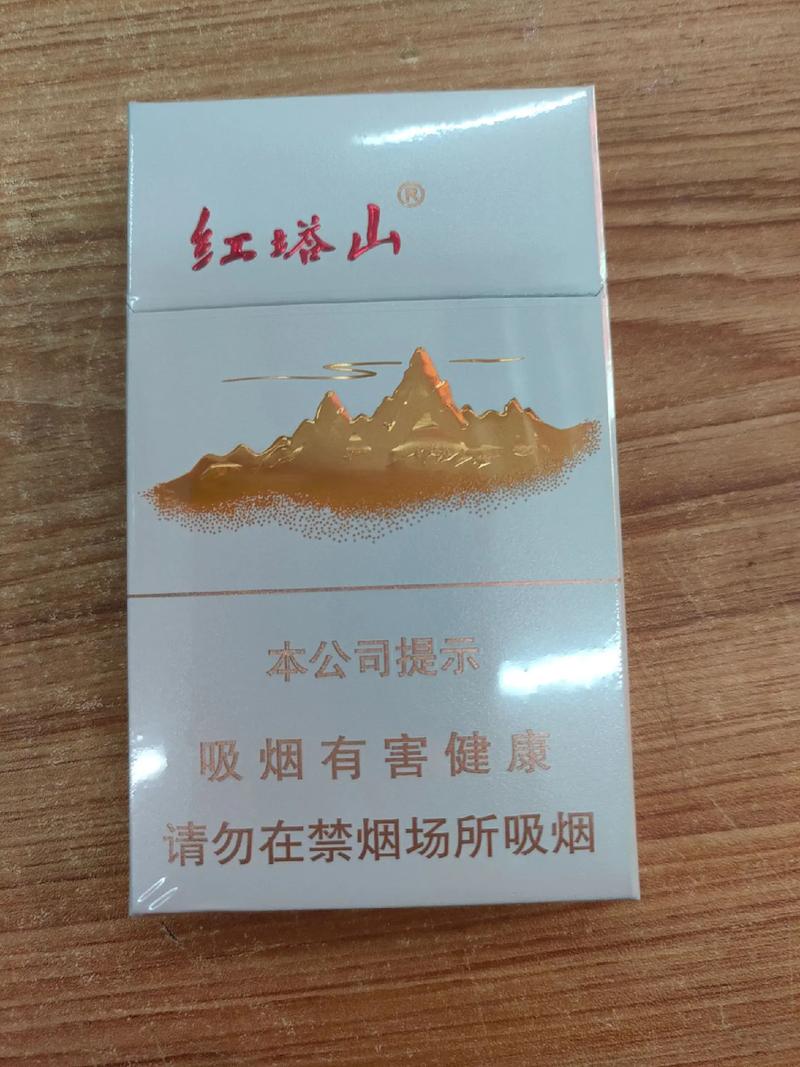 红塔山®
本公司提示
吸烟有害健康
请勿在禁烟场所吸烟